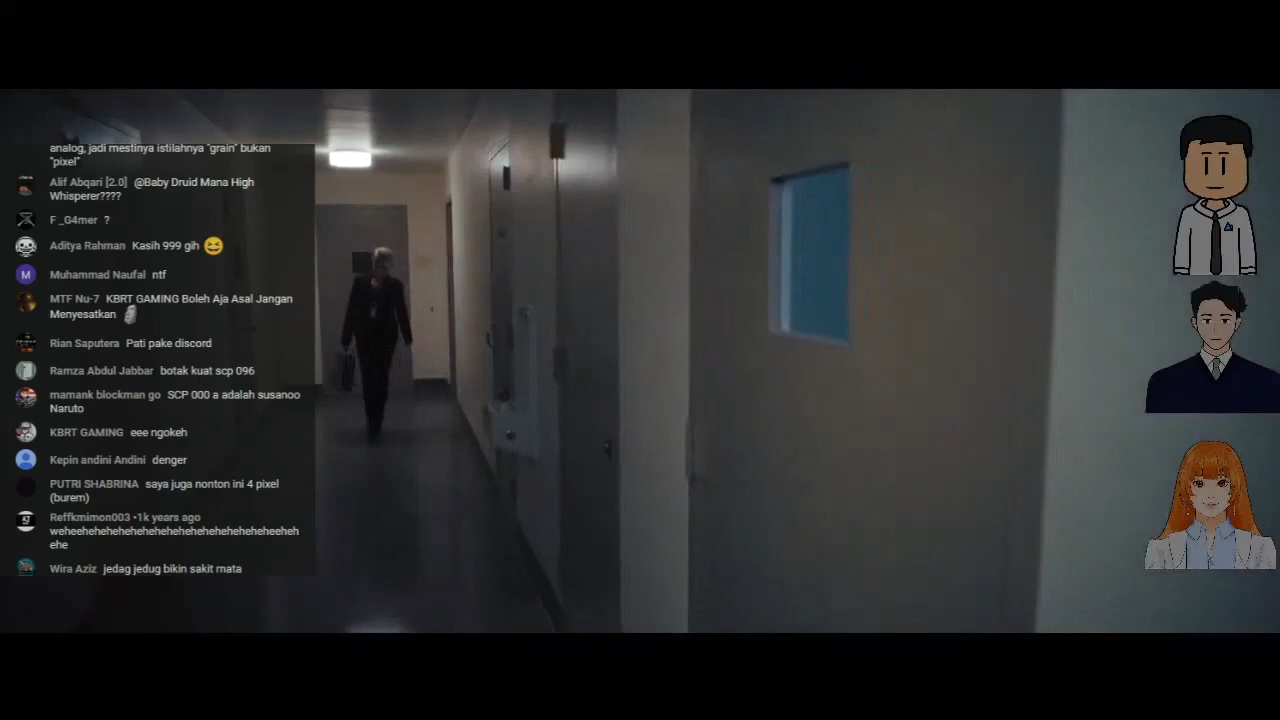 analog, jadi mestinya istilahnya "grain" bukan
"pixel"
Alif Abqari [2.0] @Baby Druid Mana High
Whisperer????
F_G4mer ?
Aditya Rahman Kasih 999 gih 😆
M
Muhammad Naufal ntf
MTF Nu-7 KBRT GAMING Boleh Aja Asal Jangan
Menyesatkan 🗿
Rian Saputera Pati pake discord
Ramza Abdul Jabbar botak kuat scp 096
mamank blockman go SCP 000 a adalah susanoo
Naruto
KBRT GAMING eee ngokeh
Kepin andini Andini denger
PUTRI SHABRINA saya juga nonton ini 4 pixel
(burem)
Reffkmimon003 •1k years ago
weheehehehehehehehehehehehehehehheeheh
ehe
Wira Aziz jedag jedug bikin sakit mata